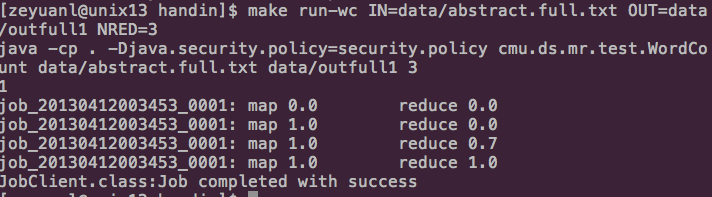 [zeyuanl@unix13 handin]$ make run-wc IN=data/abstract.full.txt OUT=data
/outfull1 NRED=3
java -cp . -Djava.security.policy=security.policy cmu.ds.mr.test.WordCo
unt data/abstract.full.txt data/outfull1 3
1
job_20130412003453_0001: map 0.0 reduce 0.0
job_20130412003453_0001: map 1.0 reduce 0.0
job_20130412003453_0001: map 1.0 reduce 0.7
job_20130412003453_0001: map 1.0 reduce 1.0
JobClient.class:Job completed with success
[zeyuanl@unix13 handin]$